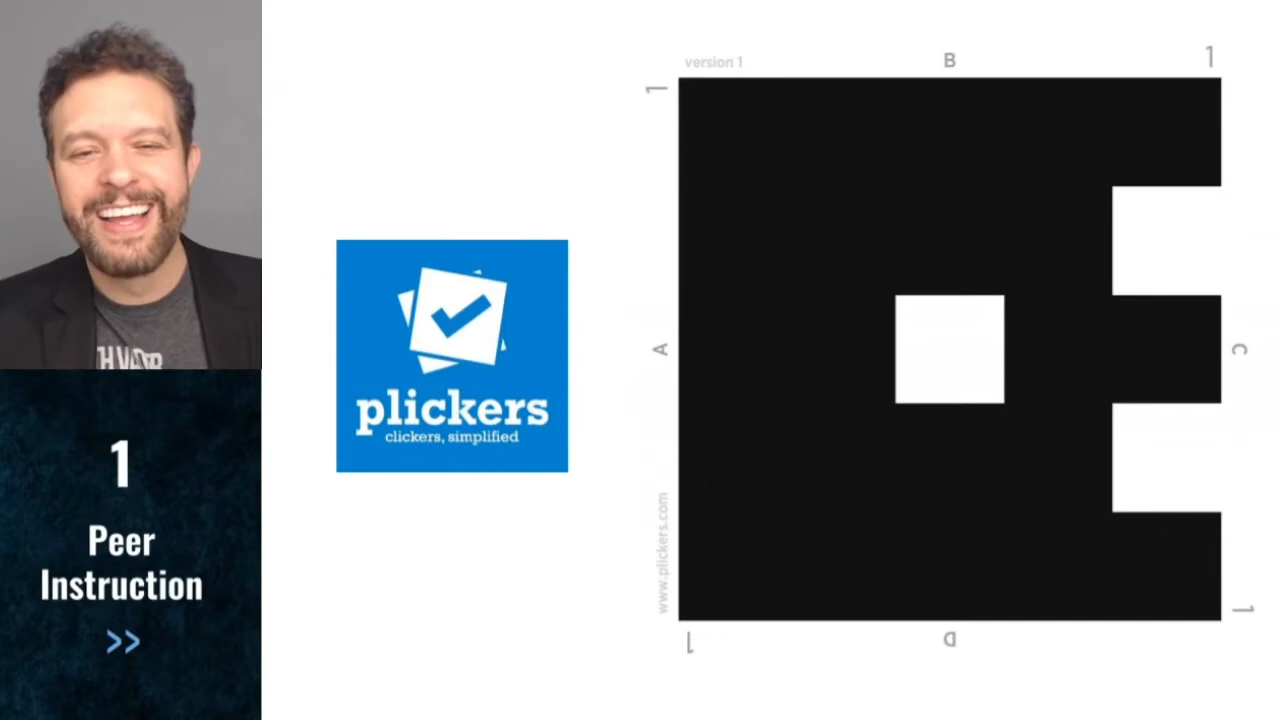 1
Peer
Instruction
>>
plickers
clickers, simplified
version 1
B
1
1
A
C
www.plickers.com
1
D
1